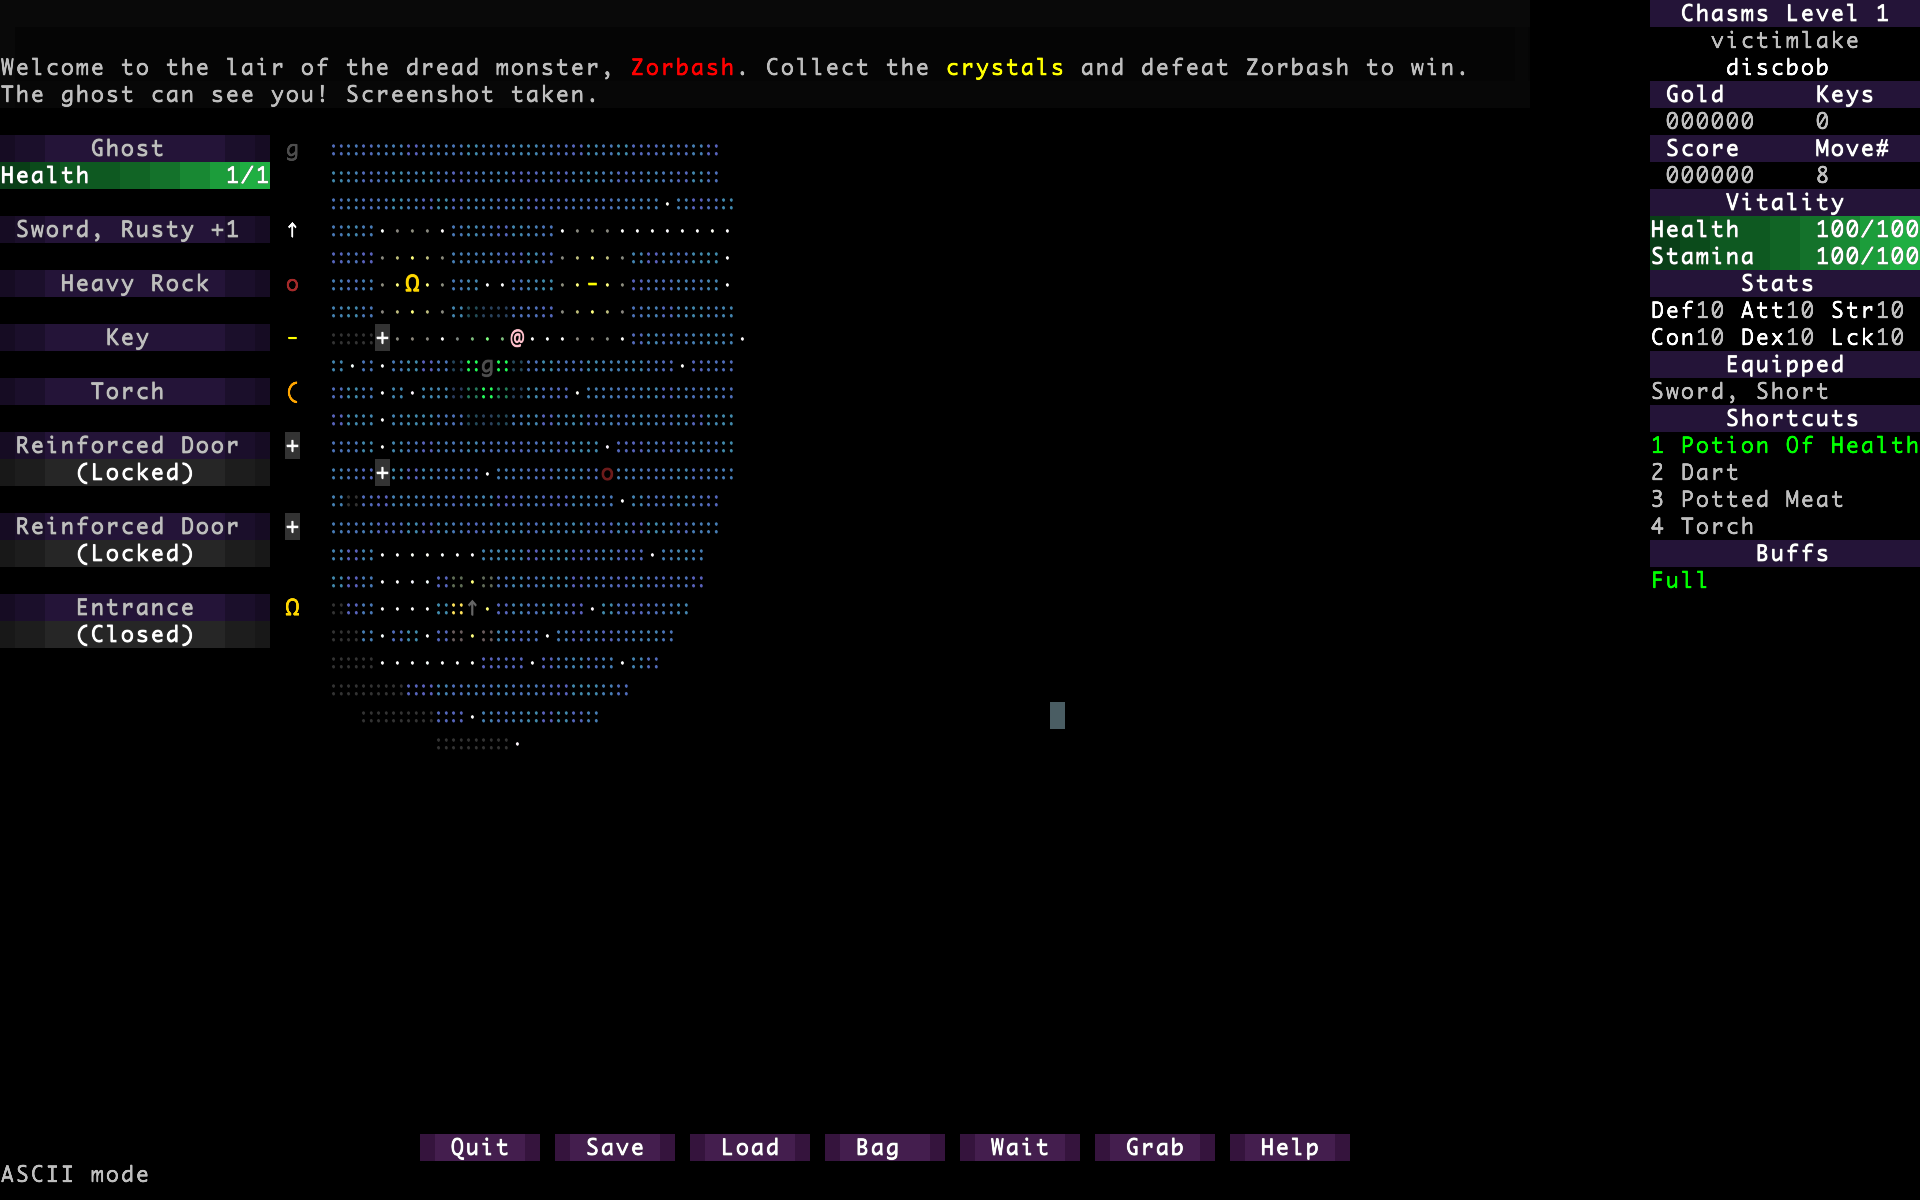 Welcome to the lair of the dread monster, Zorbash. Collect the crystals and defeat Zorbash to win.
The ghost can see you! Screenshot taken.
Ghost g
Health 1/1
Sword, Rusty +1 ↑
Heavy Rock o
Key -
Torch (
Reinforced Door +
(Locked)
Reinforced Door +
(Locked)
Entrance Ω
(Closed)
Ω -
+ @
g
+ o
↑
Chasms Level 1
victimlake
discbob
Gold Keys
000000 0
Score Move#
000000 8
Vitality
Health 100/100
Stamina 100/100
Stats
Def10 Att10 Str10
Con10 Dex10 Lck10
Equipped
Sword, Short
Shortcuts
1 Potion Of Health
2 Dart
3 Potted Meat
4 Torch
Buffs
Full
Quit Save Load Bag Wait Grab Help
ASCII mode